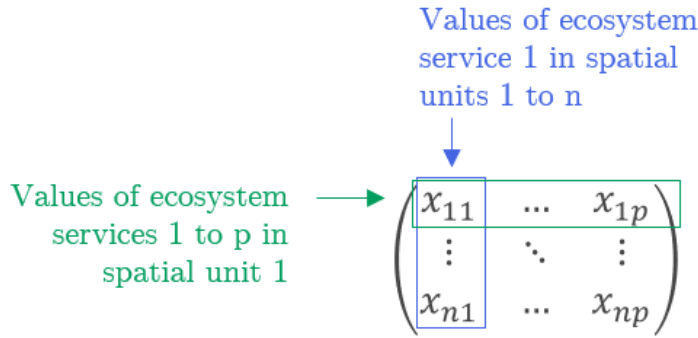 Values of ecosystem
service 1 in spatial
units 1 to n
Values of ecosystem
services 1 to p in
spatial unit 1
x₁₁ ... x₁ₚ
⋮ ⋱ ⋮
xₙ₁ ... xₙₚ